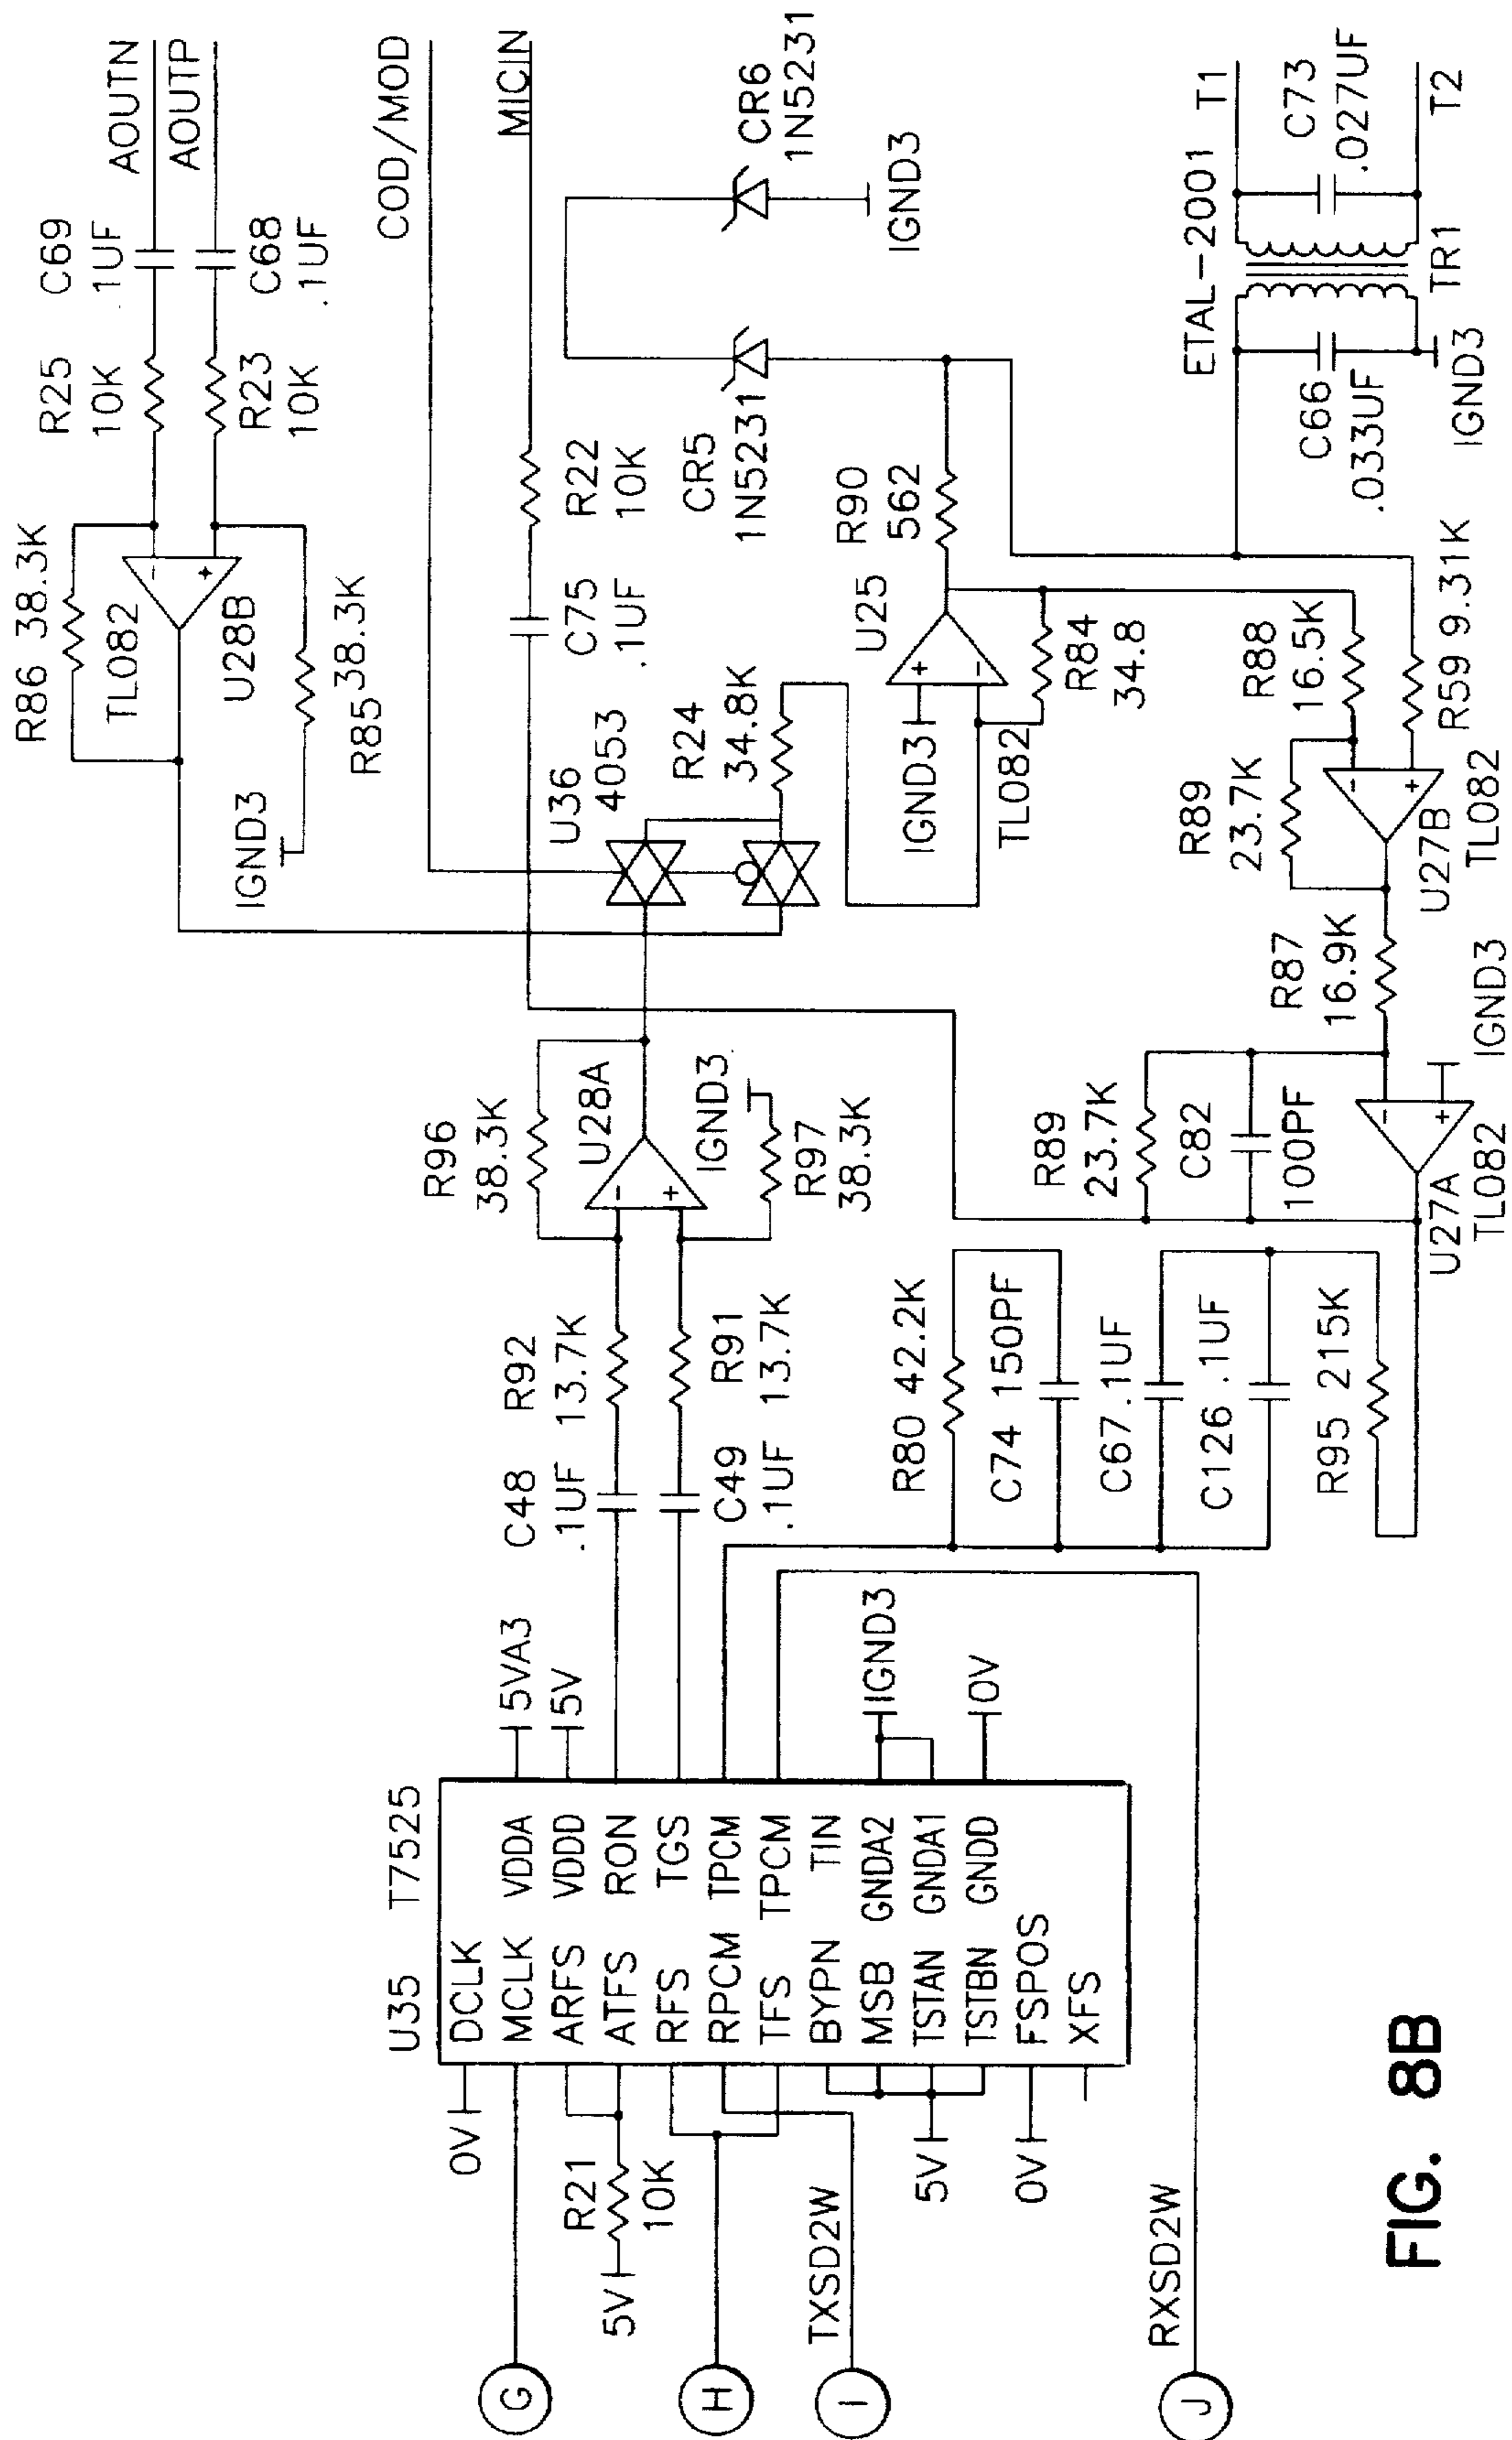 U35 T7525
DCLK
MCLK VDDA
ARFS VDDD
ATFS RON
RFS TGS
RPCM TPCM
TFS TPCM
BYPN TIN
MSB GNDA2
TSTAN GNDA1
TSTBN GNDD
FSPOS
XFS
0V
G
R21
10K
5V
H
I
TXSD2W
5V
0V
J
RXSD2W
5VA3
5V
IGND3
0V
C48 R92
.1UF 13.7K
C49 R91
.1UF 13.7K
R96
38.3K
U28A
-
+
IGND3
R97
38.3K
R80 42.2K
C74 150PF
C67 .1UF
C126 .1UF
R95 215K
R89
23.7K
C82
100PF
-
+
U27A
TL082
IGND3
R87
16.9K
R89
23.7K
-
+
U27B
TL082
R88
16.5K
R59 9.31K
R86 38.3K
TL082
-
+
U28B
R85 38.3K
IGND3
R25 C69
10K .1UF
AOUTN
AOUTP
R23 C68
10K .1UF
COD/MOD
MICIN
C75
.1UF
R22
10K
U36
4053
R24
34.8K
U25
+
-
IGND3
TL082
R84
34.8
R90
562
CR5
1N5231
CR6
1N5231
IGND3
ETAL-2001 T1
C73
.027UF
T2
TR1
C66
.033UF
IGND3
FIG. 8B